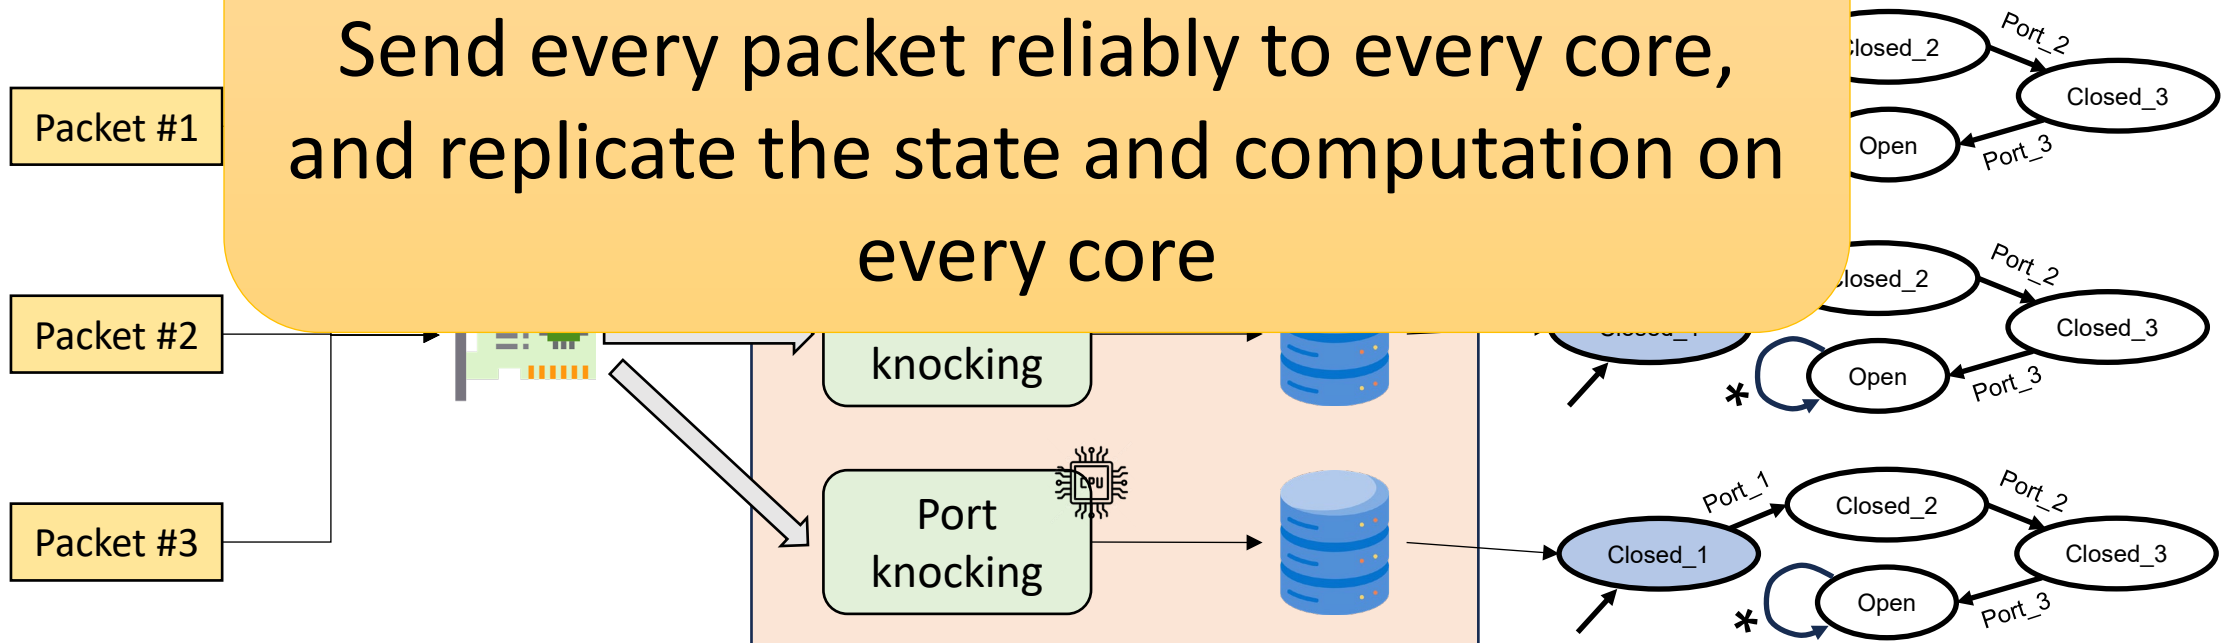 Send every packet reliably to every core,
and replicate the state and computation on
every core
Packet #1
Packet #2
Packet #3
knocking
Port
knocking
CPU
Closed_2
Port_2
Closed_3
Port_3
Open
Closed_2
Port_2
Closed_3
Port_3
Open
*
Closed_1
Port_1
Closed_2
Port_2
Closed_3
Port_3
Open
*